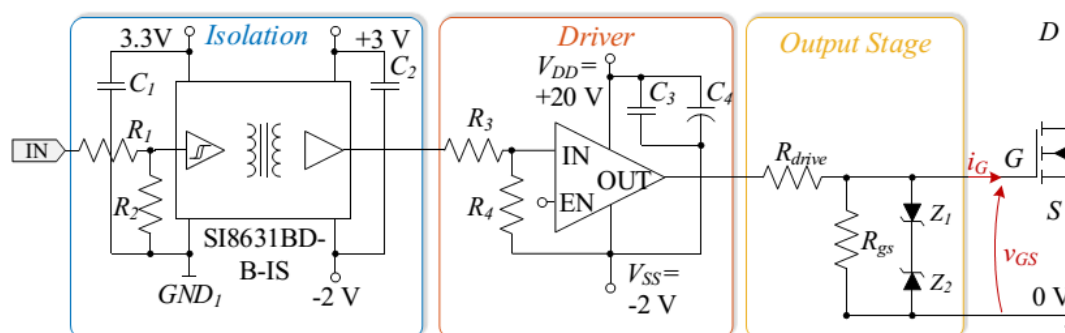 Isolation
3.3V
+3 V
C1
C2
IN
R1
R2
SI8631BD-
B-IS
GND1
-2 V
Driver
VDD=
+20 V
C3
C4
R3
R4
IN
OUT
EN
VSS=
-2 V
Output Stage
Rdrive
Rgs
Z1
Z2
iG
G
D
S
vGS
0 V